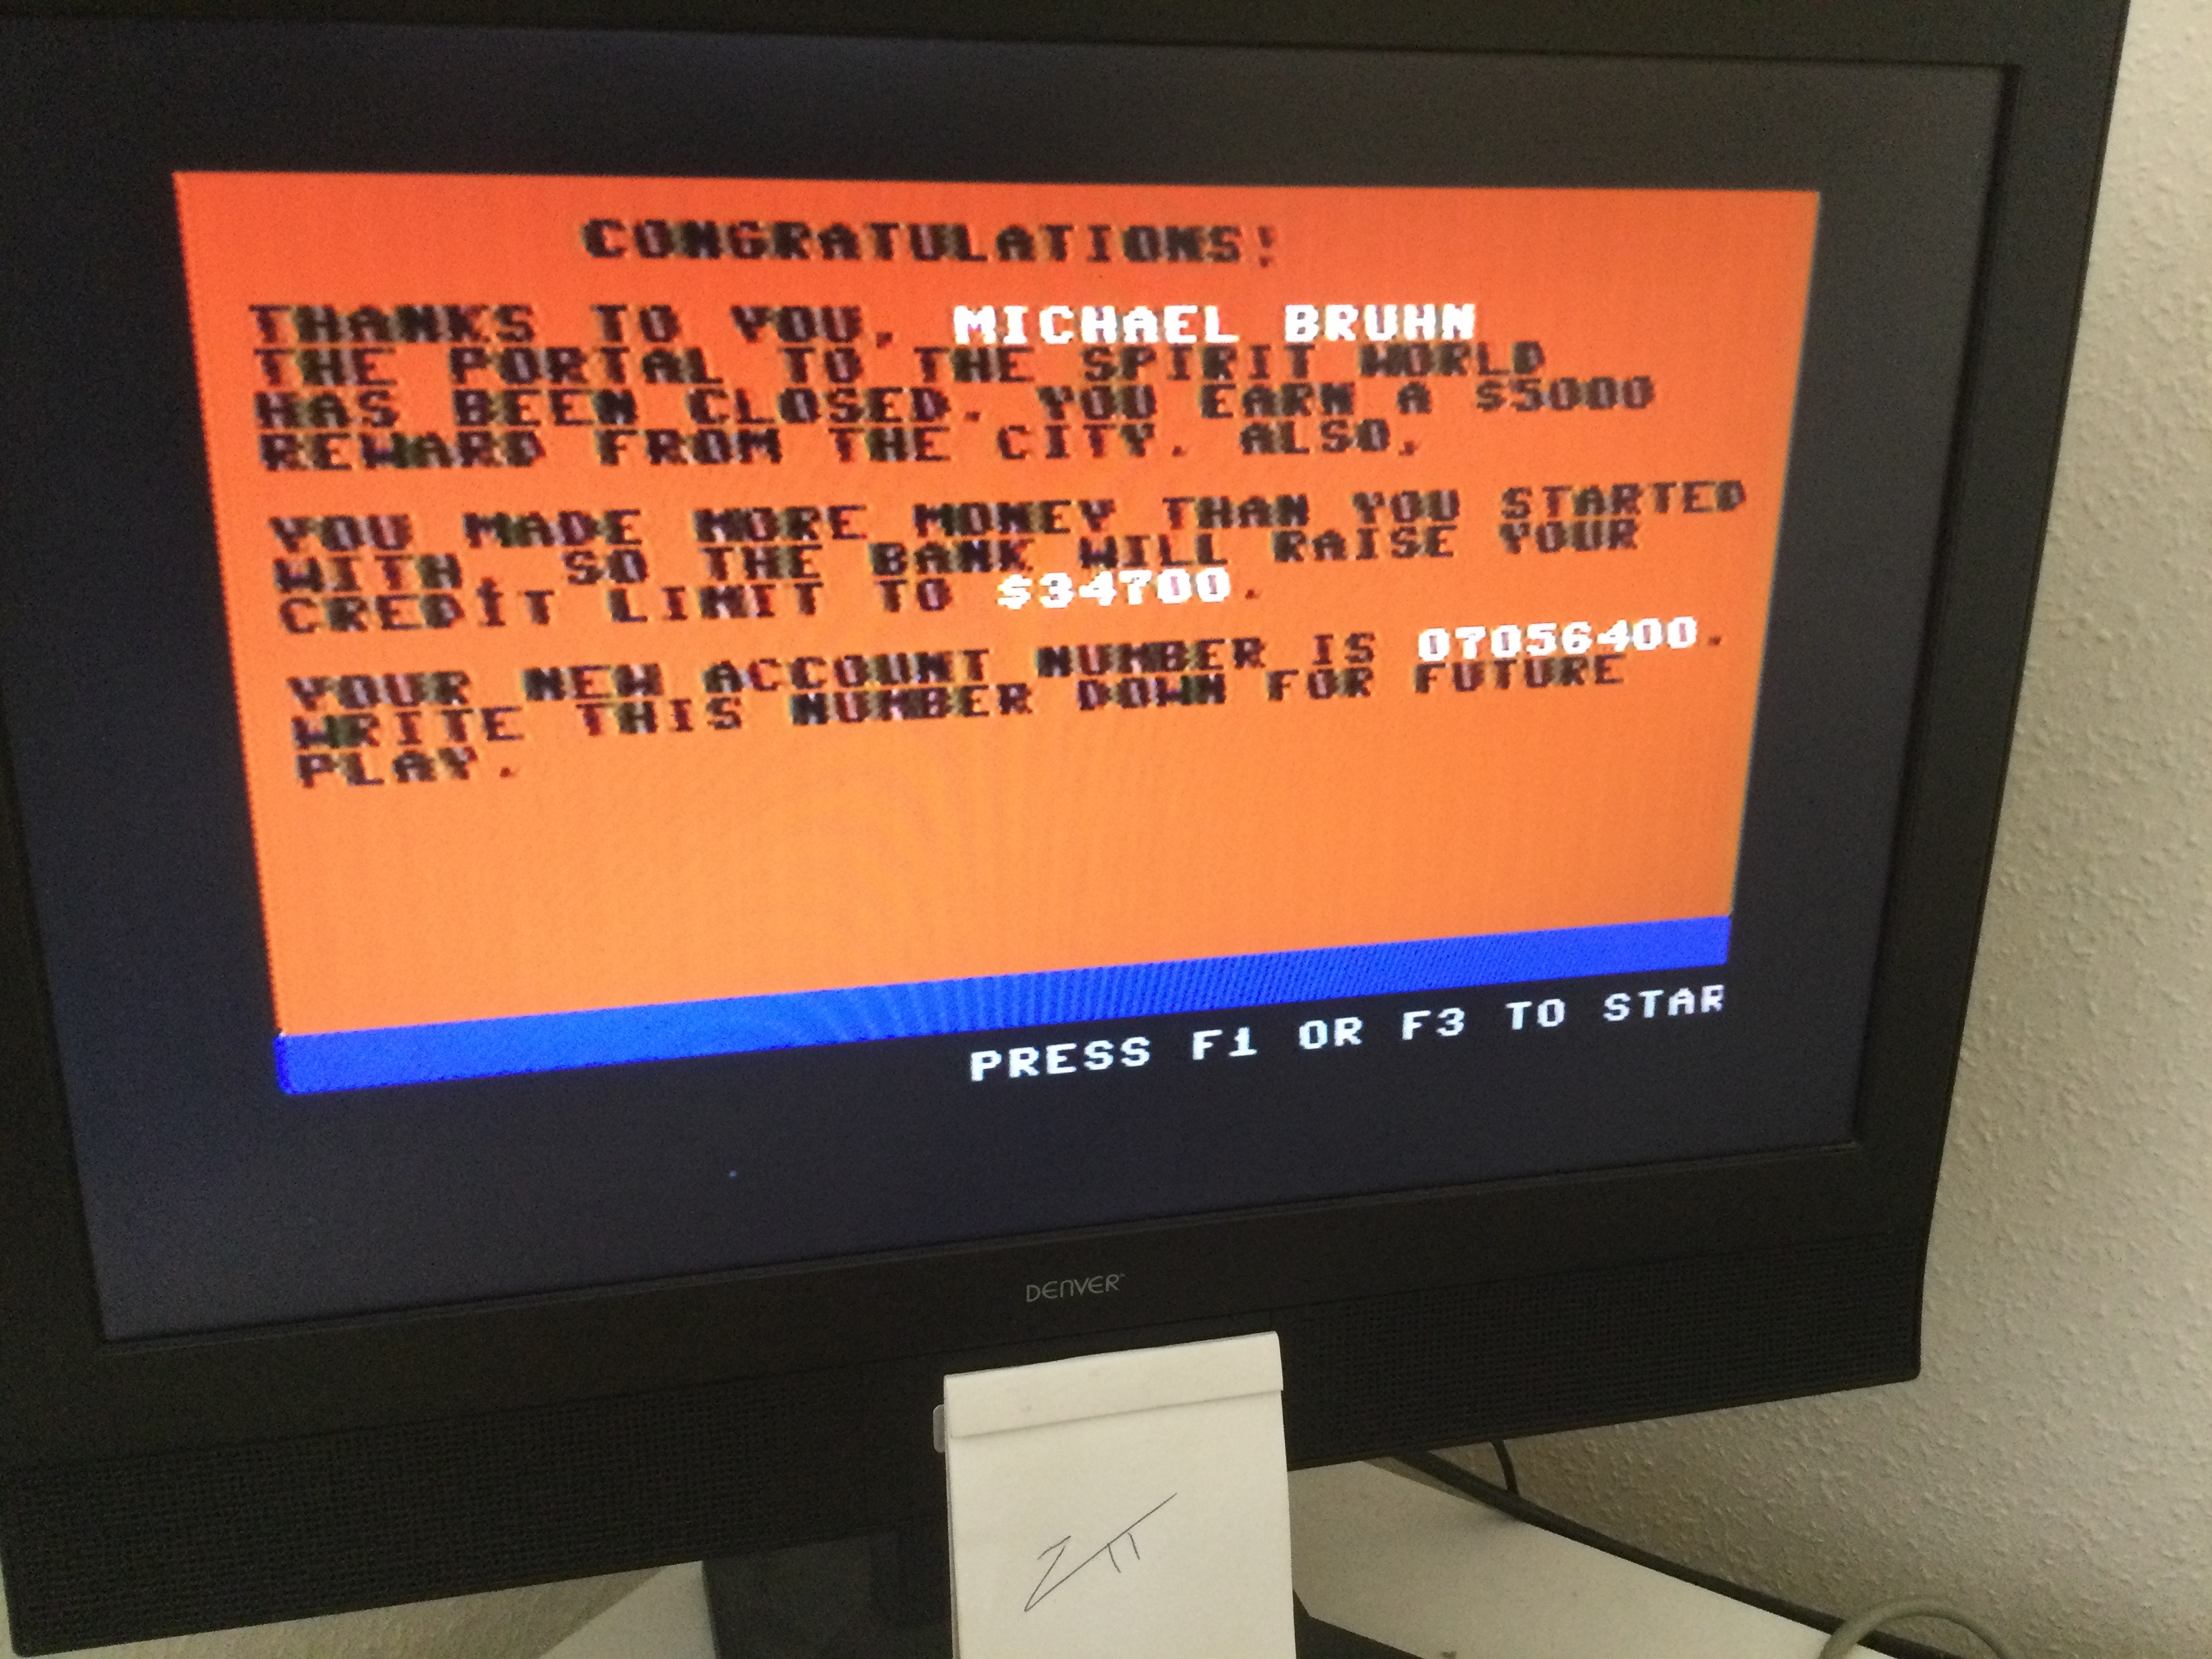 CONGRATULATIONS!
THANKS TO YOU, MICHAEL BRUHN
THE PORTAL TO THE SPIRIT WORLD
HAS BEEN CLOSED. YOU EARN A $5000
REWARD FROM THE CITY. ALSO,
YOU MADE MORE MONEY THAN YOU STARTED
WITH, SO THE BANK WILL RAISE YOUR
CREDIT LIMIT TO $34700.
YOUR NEW ACCOUNT NUMBER IS 07056400.
WRITE THIS NUMBER DOWN FOR FUTURE
PLAY.
PRESS F1 OR F3 TO STAR
DENVER